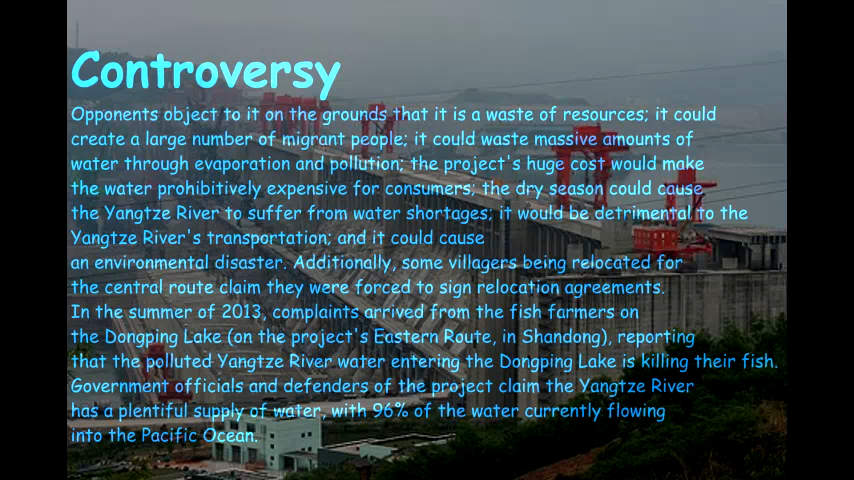 Controversy
Opponents object to it on the grounds that it is a waste of resources; it could
create a large number of migrant people; it could waste massive amounts of
water through evaporation and pollution; the project's huge cost would make
the water prohibitively expensive for consumers; the dry season could cause
the Yangtze River to suffer from water shortages; it would be detrimental to the
Yangtze River's transportation; and it could cause
an environmental disaster. Additionally, some villagers being relocated for
the central route claim they were forced to sign relocation agreements.
In the summer of 2013, complaints arrived from the fish farmers on
the Dongping Lake (on the project's Eastern Route, in Shandong), reporting
that the polluted Yangtze River water entering the Dongping Lake is killing their fish.
Government officials and defenders of the project claim the Yangtze River
has a plentiful supply of water, with 96% of the water currently flowing
into the Pacific Ocean.